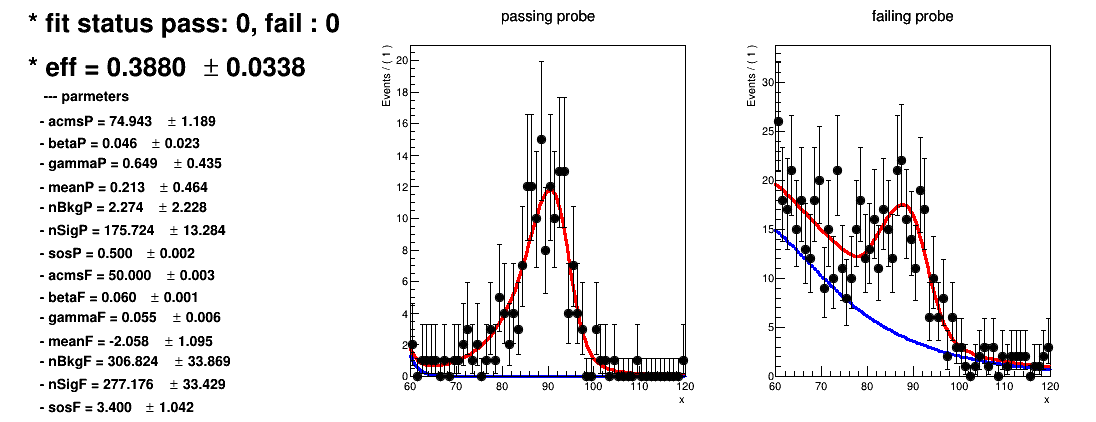 * fit status pass: 0, fail : 0
* eff = 0.3880 ± 0.0338
--- parmeters
- acmsP = 74.943 ± 1.189
- betaP = 0.046 ± 0.023
- gammaP = 0.649 ± 0.435
- meanP = 0.213 ± 0.464
- nBkgP = 2.274 ± 2.228
- nSigP = 175.724 ± 13.284
- sosP = 0.500 ± 0.002
- acmsF = 50.000 ± 0.003
- betaF = 0.060 ± 0.001
- gammaF = 0.055 ± 0.006
- meanF = -2.058 ± 1.095
- nBkgF = 306.824 ± 33.869
- nSigF = 277.176 ± 33.429
- sosF = 3.400 ± 1.042
passing probe
Events / ( 1 )
20
18
16
14
12
10
8
6
4
2
0
60 70 80 90 100 110 120
x
failing probe
Events / ( 1 )
30
25
20
15
10
5
0
60 70 80 90 100 110 120
x